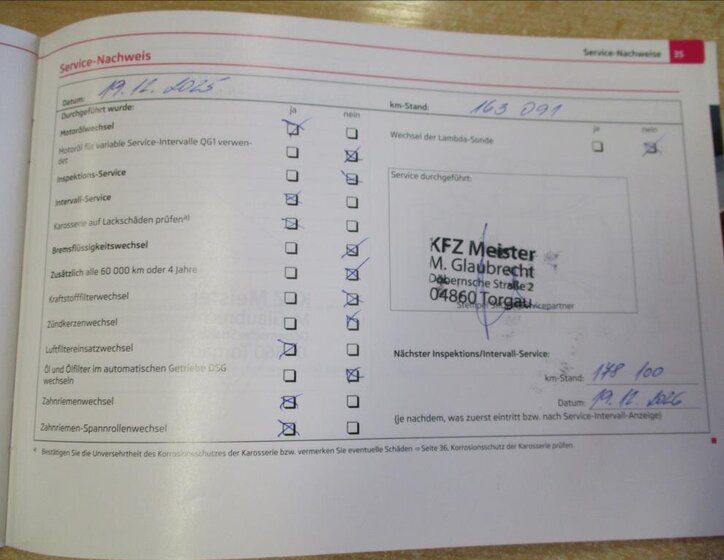 Service-Nachweise 35
Service-Nachweis
Datum: 19.12.2025
km-Stand: 163 091
Durchgeführt wurde: ja nein
Motorölwechsel
Motoröl für variable Service-Intervalle QG1 verwen-
det
Inspektions-Service
Intervall-Service
Karosserie auf Lackschäden prüfen a)
Bremsflüssigkeitswechsel
Zusätzlich alle 60 000 km oder 4 Jahre
Kraftstofffilterwechsel
Zündkerzenwechsel
Luftfiltereinsatzwechsel
Öl und Ölfilter im automatischen Getriebe DSG
wechseln
Zahnriemenwechsel
Zahnriemen-Spannrollenwechsel
ja nein
Wechsel der Lambda-Sonde
Service durchgeführt:
KFZ Meister
M. Glaubrecht
Dübernsche Straße 2
04860 Torgau
Nächster Inspektions/Intervall-Service:
km-Stand: 178 100
Datum: 19.12.2026
(je nachdem, was zuerst eintritt bzw. nach Service-Intervall-Anzeige)
a) Bestätigen Sie die Unversehrtheit des Korrosionsschutzes der Karosserie bzw. vermerken Sie eventuelle Schäden ⇒ Seite 36, Korrosionsschutz der Karosserie prüfen.